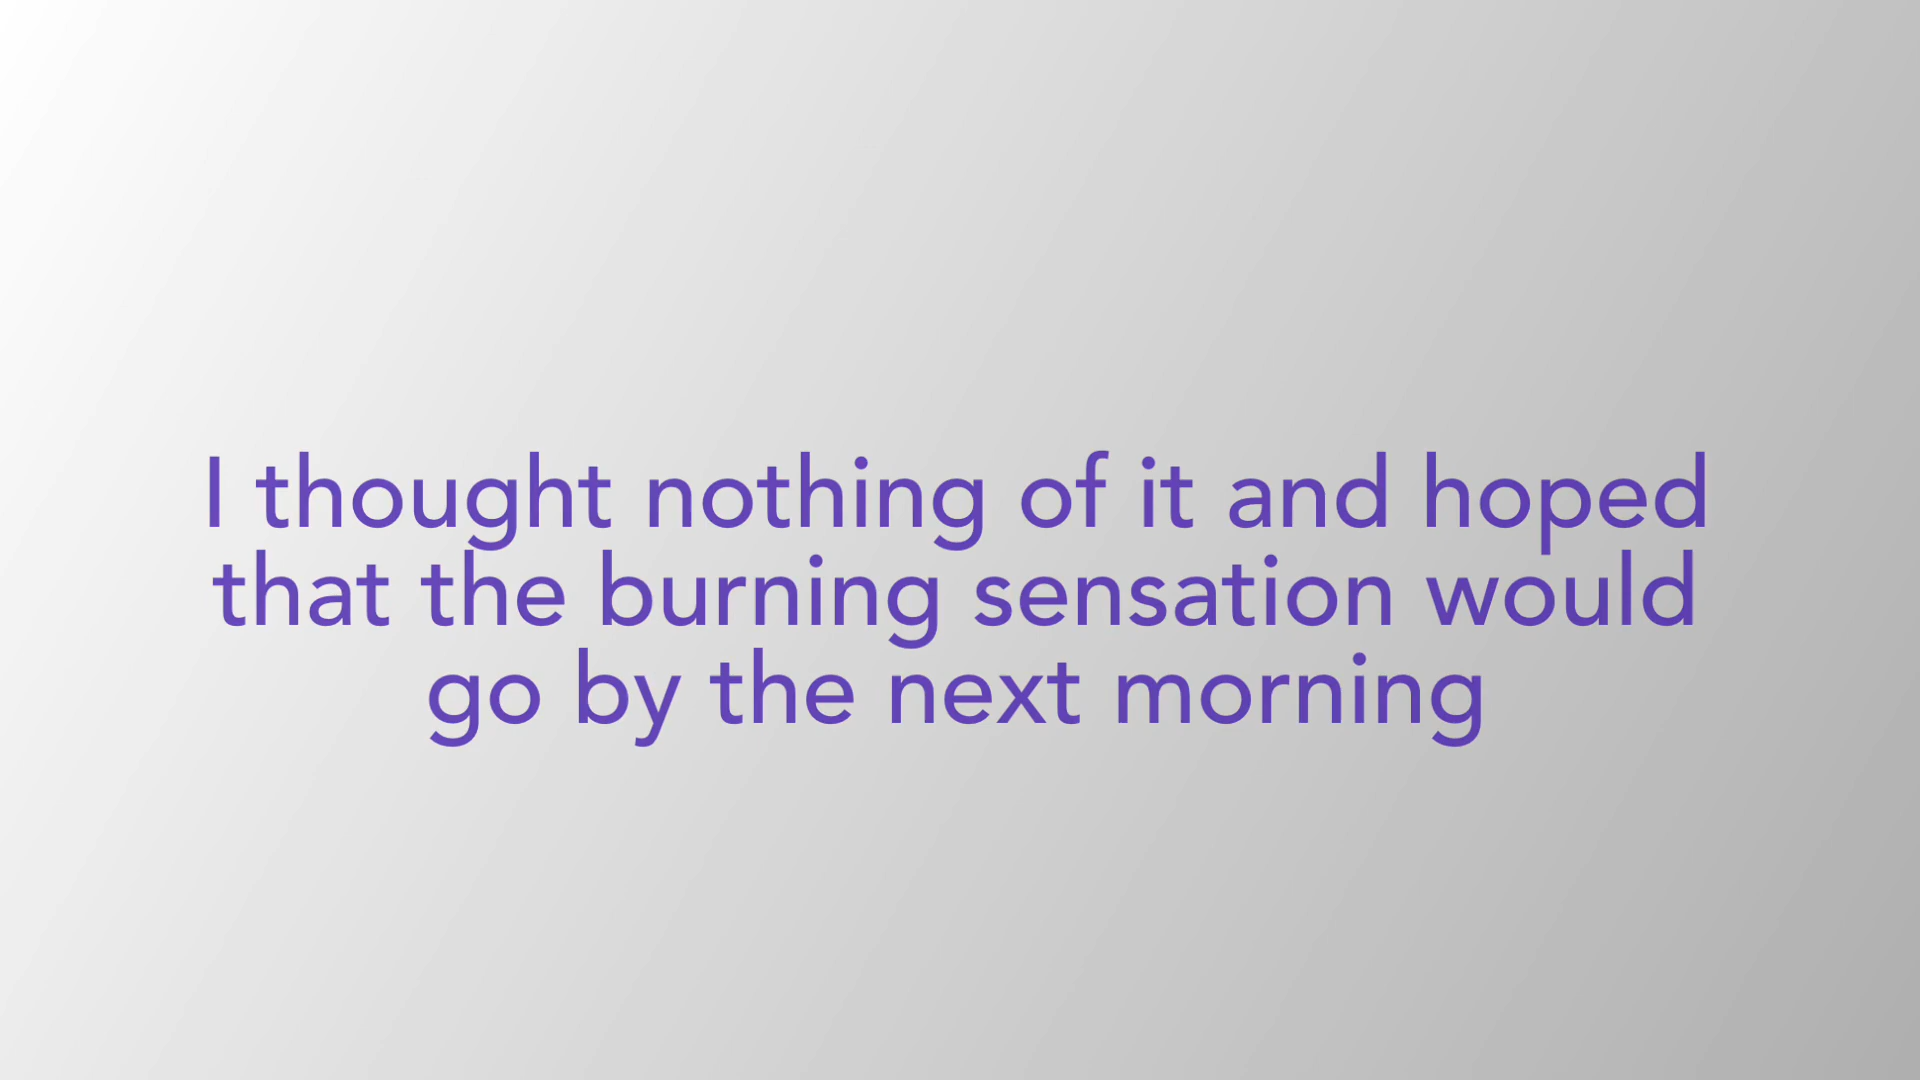 I thought nothing of it and hoped
that the burning sensation would
go by the next morning